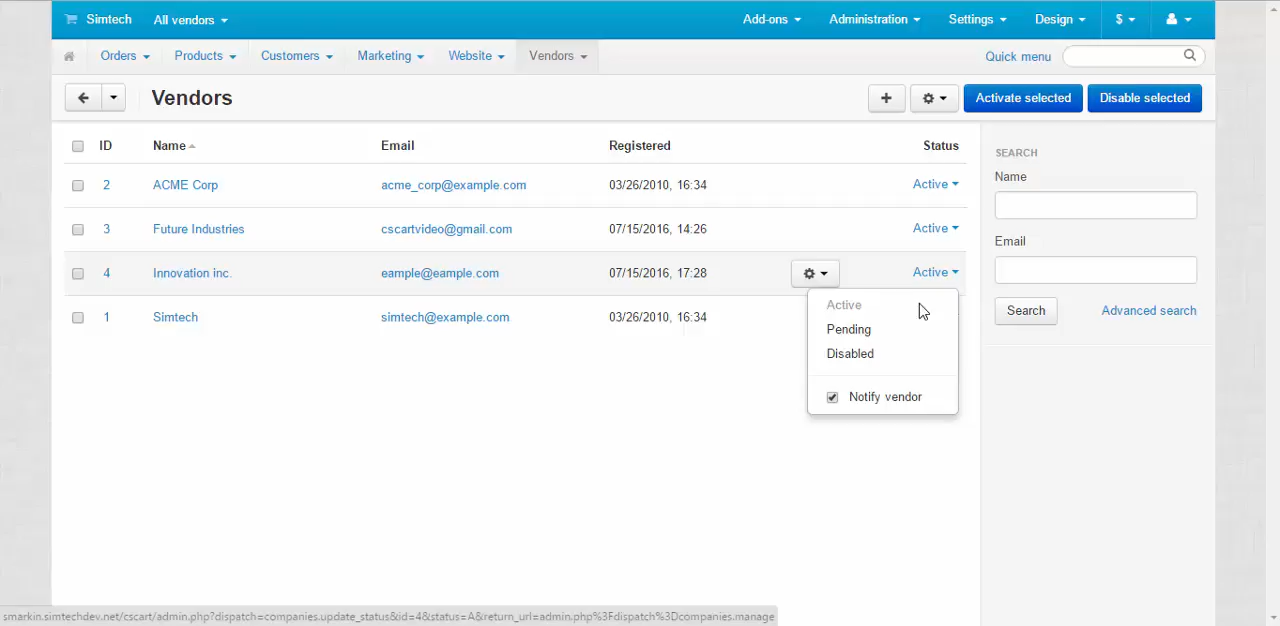 Simtech All vendors Add-ons Administration Settings Design $
Orders Products Customers Marketing Website Vendors Quick menu
Vendors Activate selected Disable selected
ID Name Email Registered Status
2 ACME Corp acme_corp@example.com 03/26/2010, 16:34 Active
3 Future Industries cscartvideo@gmail.com 07/15/2016, 14:26 Active
4 Innovation inc. eample@eample.com 07/15/2016, 17:28 Active
1 Simtech simtech@example.com 03/26/2010, 16:34
Active
Pending
Disabled
Notify vendor
SEARCH
Name
Email
Search Advanced search
smarkin.simtechdev.net/cscart/admin.php?dispatch=companies.update_status&id=4&status=A&return_url=admin.php%3Fdispatch%3Dcompanies.manage